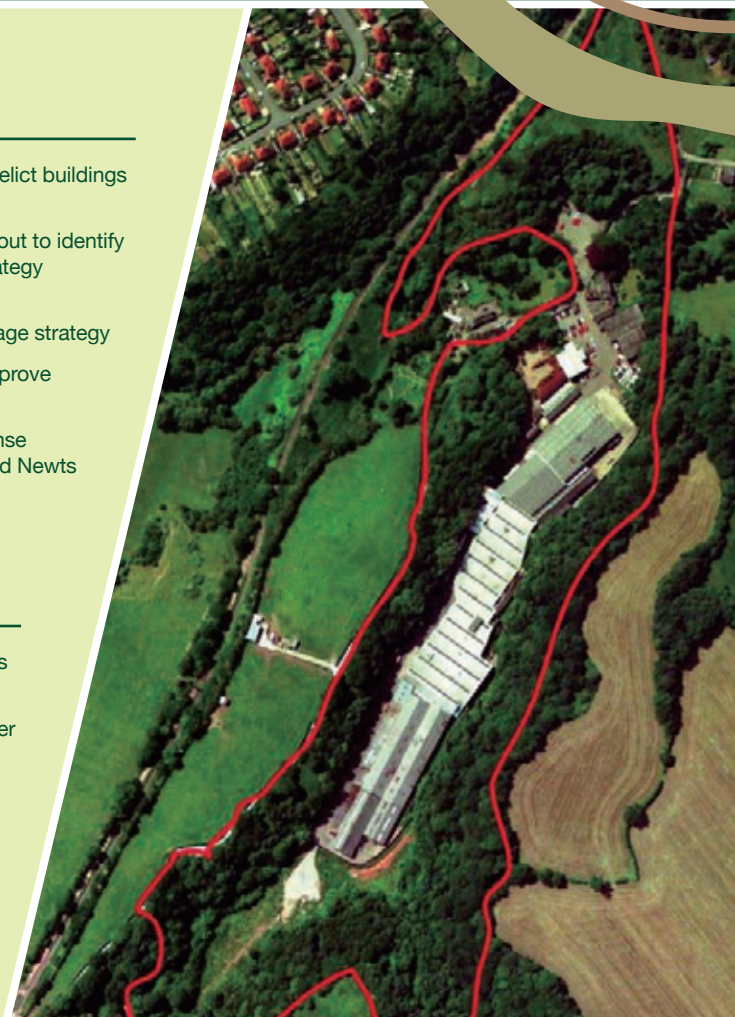 elict buildings
out to identify
ategy
age strategy
prove
nse
d Newts
s
er